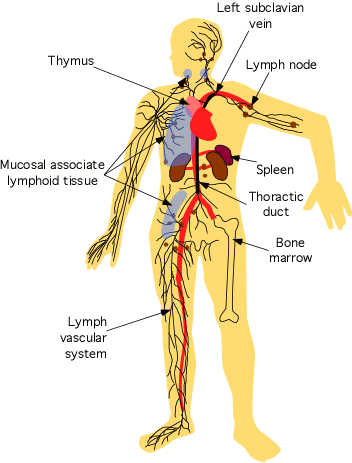 Left subclavian
vein
Thymus
Lymph node
Mucosal associate
lymphoid tissue
Spleen
Thoractic
duct
Bone
marrow
Lymph
vascular
system